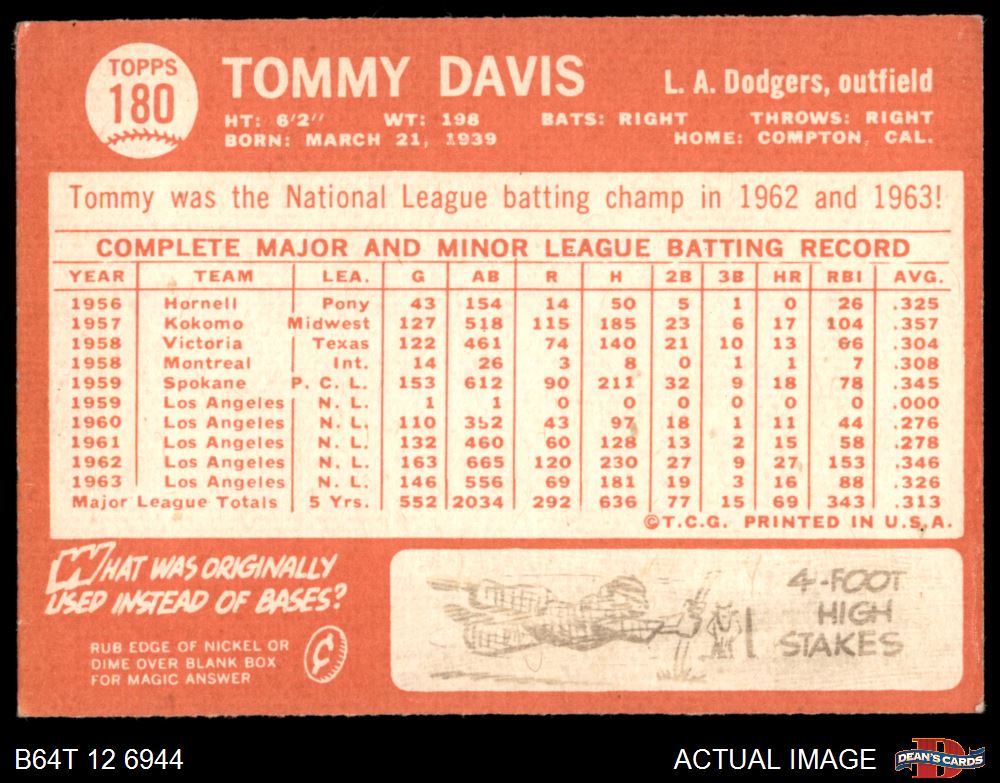 TOPPS
180
TOMMY DAVIS
L. A. Dodgers, outfield
HT: 6'2" WT: 198 BATS: RIGHT THROWS: RIGHT
BORN: MARCH 21, 1939 HOME: COMPTON, CAL.
Tommy was the National League batting champ in 1962 and 1963!
COMPLETE MAJOR AND MINOR LEAGUE BATTING RECORD
YEAR TEAM LEA. G AB R H 2B 3B HR RBI AVG.
1956 Hornell Pony 43 154 14 50 5 1 0 26 .325
1957 Kokomo Midwest 127 518 115 185 23 6 17 104 .357
1958 Victoria Texas 122 461 74 140 21 10 13 66 .304
1958 Montreal Int. 14 26 3 8 0 1 1 7 .308
1959 Spokane P. C. L. 153 612 90 211 32 9 18 78 .345
1959 Los Angeles N. L. 1 1 0 0 0 0 0 0 .000
1960 Los Angeles N. L. 110 352 43 97 18 1 11 44 .276
1961 Los Angeles N. L. 132 460 60 128 13 2 15 58 .278
1962 Los Angeles N. L. 163 665 120 230 27 9 27 153 .346
1963 Los Angeles N. L. 146 556 69 181 19 3 16 88 .326
Major League Totals 5 Yrs. 552 2034 292 636 77 15 69 343 .313
©T.C.G. PRINTED IN U.S.A.
WHAT WAS ORIGINALLY
USED INSTEAD OF BASES?
RUB EDGE OF NICKEL OR
DIME OVER BLANK BOX
FOR MAGIC ANSWER
¢
4-FOOT
HIGH
STAKES
B64T 12 6944
ACTUAL IMAGE
D
DEAN'S CARDS